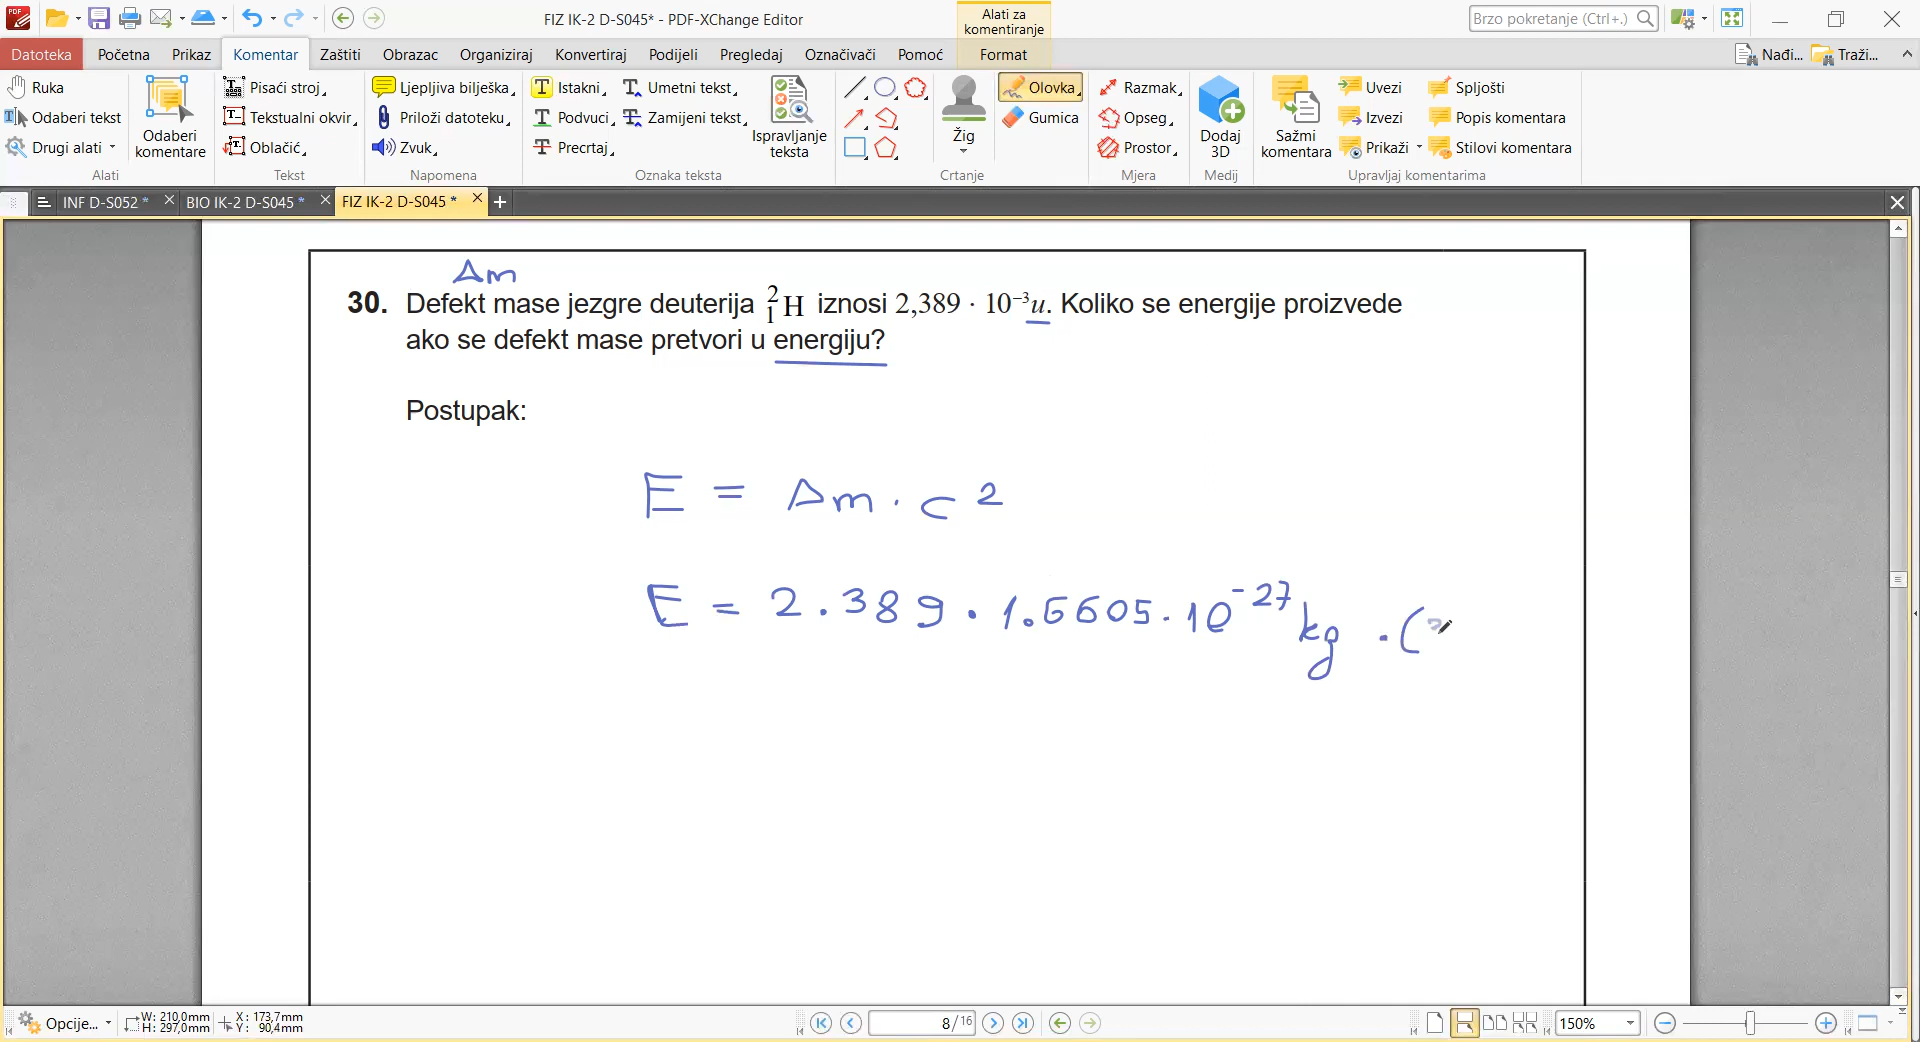 FIZ IK-2 D-S045* - PDF-XChange Editor
Alati za komentiranje
Brzo pokretanje (Ctrl+.)
Datoteka Početna Prikaz Komentar Zaštiti Obrazac Organiziraj Konvertiraj Podijeli Pregledaj Označivači Pomoć Format Nađi... Traži...
Ruka
Odaberi tekst
Drugi alati
Odaberi komentare
Alati
Pisaći stroj
Tekstualni okvir
Oblačić
Tekst
Ljepljiva bilješka
Priloži datoteku
Zvuk
Napomena
Istakni
Podvuci
Precrtaj
Umetni tekst
Zamijeni tekst
Ispravljanje teksta
Oznaka teksta
Crtanje
Žig
Olovka
Gumica
Razmak
Opseg
Prostor
Mjera
Dodaj 3D
Medij
Sažmi komentara
Uvezi
Izvezi
Prikaži
Spljošti
Popis komentara
Stilovi komentara
Upravljaj komentarima
INF D-S052 * BIO IK-2 D-S045 * FIZ IK-2 D-S045 *
Δm
30. Defekt mase jezgre deuterija ²₁H iznosi 2,389 · 10⁻³u. Koliko se energije proizvede
ako se defekt mase pretvori u energiju?
Postupak:
E = Δm · c²
E = 2.389 · 1.6605 · 10⁻²⁷ kg · (
Opcije... W: 210,0mm H: 297,0mm X: 173,7mm Y: 90,4mm 8/16 150%